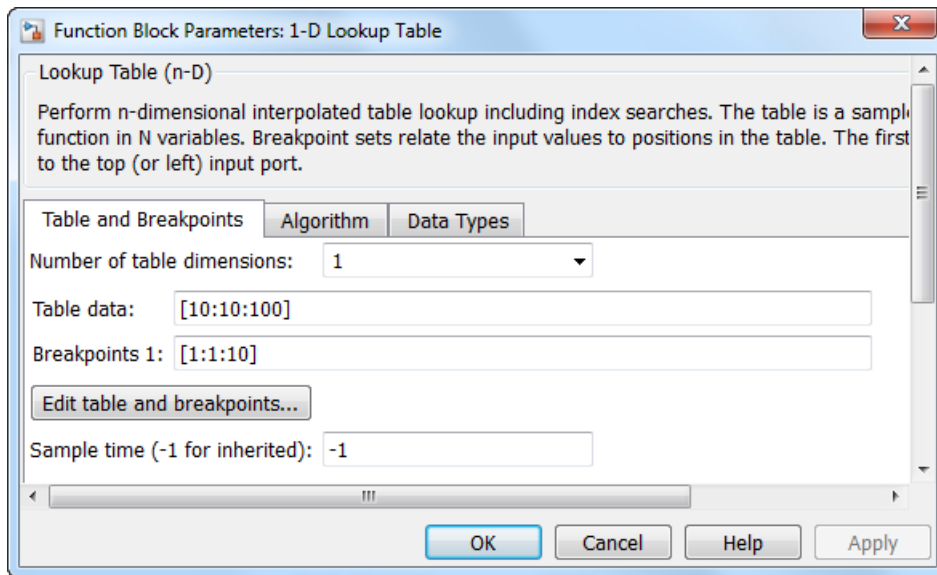 Function Block Parameters: 1-D Lookup Table
Lookup Table (n-D)
Perform n-dimensional interpolated table lookup including index searches. The table is a sampl
function in N variables. Breakpoint sets relate the input values to positions in the table. The first
to the top (or left) input port.
Table and Breakpoints Algorithm Data Types
Number of table dimensions: 1
Table data: [10:10:100]
Breakpoints 1: [1:1:10]
Edit table and breakpoints...
Sample time (-1 for inherited): -1
OK Cancel Help Apply